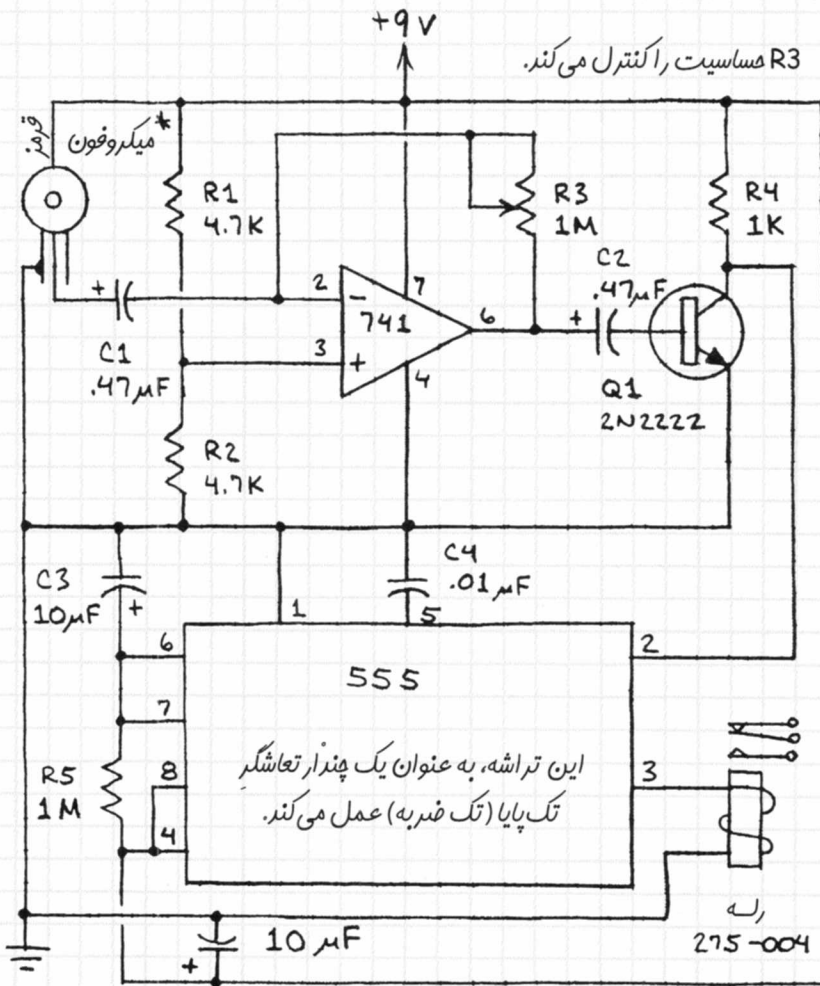 +9V
R3 حساسیت را کنترل می‌کند.
قرمز
میکروفون*
R1
4.7K
R3
1M
R4
1K
C2
.47µF
+
2
-
7
741
6
+
3
+
4
C1
.47µF
Q1
2N2222
R2
4.7K
C3
10µF
+
C4
.01µF
1
5
6
2
555
7
8
3
4
این تراشه، به عنوان یک چندار تعاشگرِ
تک پایا (تک ضربه) عمل می‌کند.
R5
1M
رله
275-004
10 µF
+